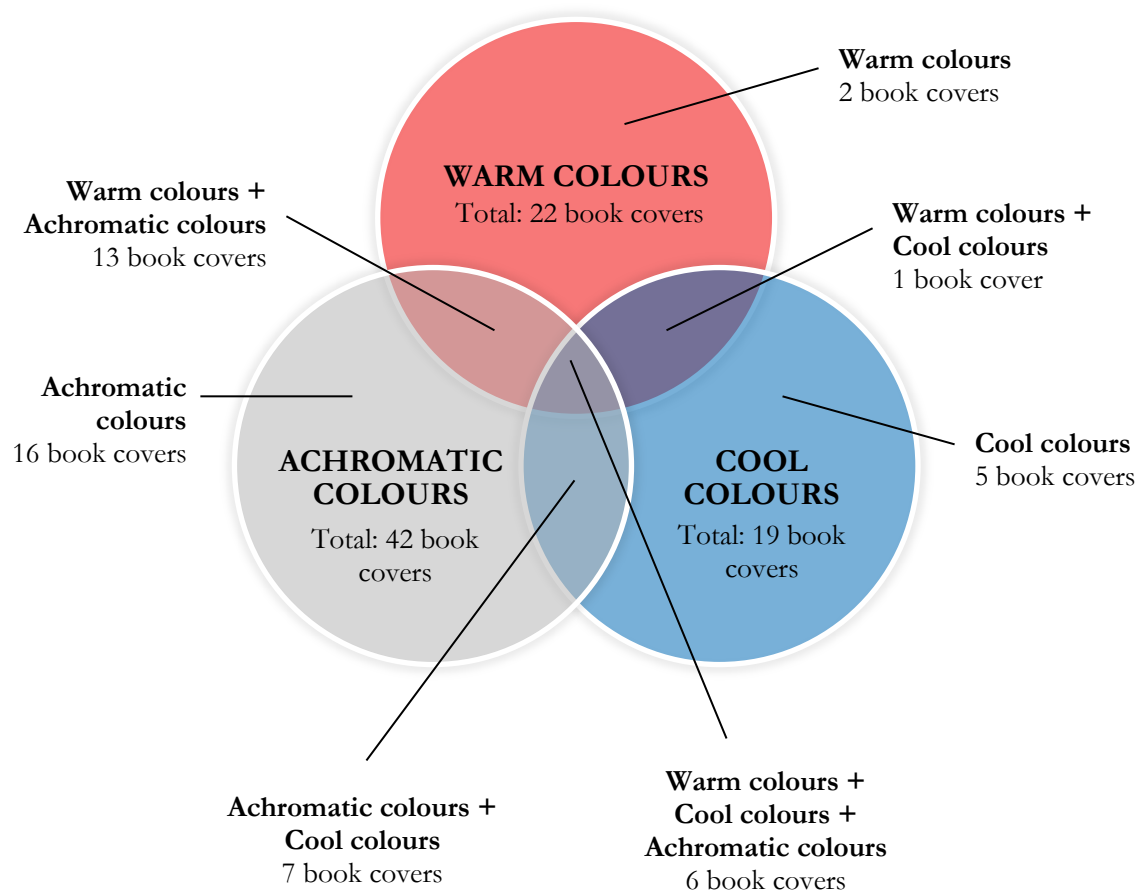 Warm colours
2 book covers
WARM COLOURS
Total: 22 book covers
Warm colours +
Achromatic colours
13 book covers
Warm colours +
Cool colours
1 book cover
Achromatic
colours
16 book covers
ACHROMATIC
COLOURS
Total: 42 book
covers
COOL
COLOURS
Total: 19 book
covers
Cool colours
5 book covers
Achromatic colours +
Cool colours
7 book covers
Warm colours +
Cool colours +
Achromatic colours
6 book covers